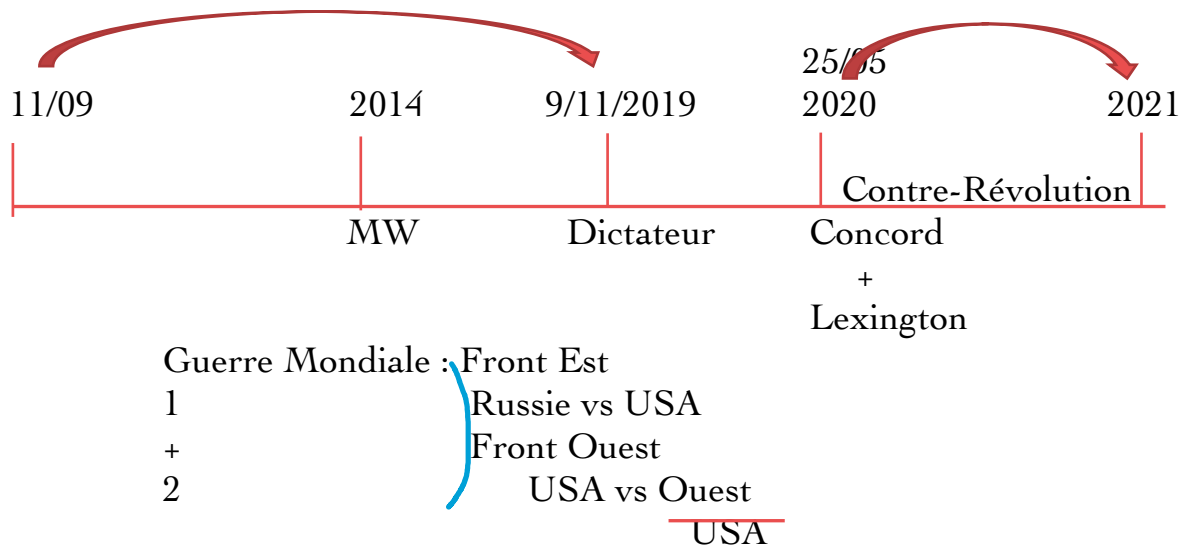 25/05
11/09 2014 9/11/2019 2020 2021
Contre-Révolution
MW Dictateur Concord
+
Lexington
Guerre Mondiale : Front Est
1 Russie vs USA
+ Front Ouest
2 USA vs Ouest
USA